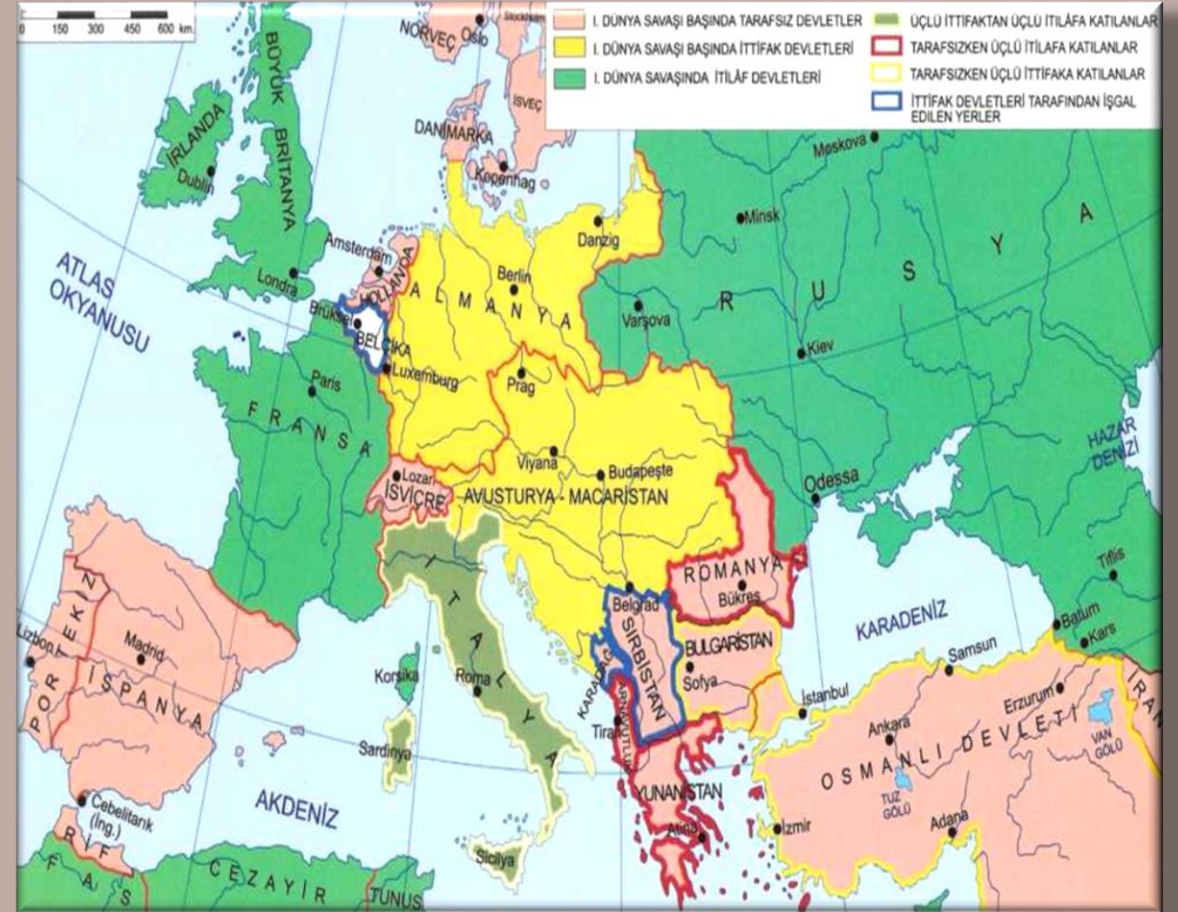 0 150 300 450 600 km.
I. DÜNYA SAVAŞI BAŞINDA TARAFSIZ DEVLETLER
I. DÜNYA SAVAŞI BAŞINDA İTTİFAK DEVLETLERİ
I. DÜNYA SAVAŞINDA İTİLÂF DEVLETLERİ
ÜÇLÜ İTTİFAKTAN ÜÇLÜ İTİLÂFA KATILANLAR
TARAFSIZKEN ÜÇLÜ İTİLAFA KATILANLAR
TARAFSIZKEN ÜÇLÜ İTTİFAKA KATILANLAR
İTTİFAK DEVLETLERİ TARAFINDAN İŞGAL
EDİLEN YERLER
NORVEÇ
Oslo
Stockholm
İSVEÇ
DANİMARKA
Kopenhag
BÜYÜK BRİTANYA
İRLANDA
Dublin
Londra
ATLAS
OKYANUSU
Amsterdam
HOLLANDA
Brüksel
BELÇİKA
Luxemburg
ALMANYA
Berlin
Danzig
Prag
RUSYA
Moskova
Minsk
Varşova
Kiev
Odessa
HAZAR
DENİZİ
Tiflis
Batum
Kars
FRANSA
Paris
Lozan
İSVİÇRE
AVUSTURYA - MACARİSTAN
Viyana
Budapeşte
İTALYA
Roma
Korsika
Sardinya
Sicilya
ROMANYA
Bükreş
Belgrad
SIRBİSTAN
KARADAĞ
ARNAVUTLUK
Tiran
BULGARİSTAN
Sofya
YUNANİSTAN
Atina
KARADENİZ
İstanbul
Samsun
Ankara
Erzurum
OSMANLI DEVLETİ
VAN
GÖLÜ
TUZ
GÖLÜ
İzmir
Adana
İRAN
PORTEKİZ
Lizbon
Madrid
İSPANYA
Cebelitarık
(İng.)
RİF
FAS
CEZAYİR
TUNUS
AKDENİZ